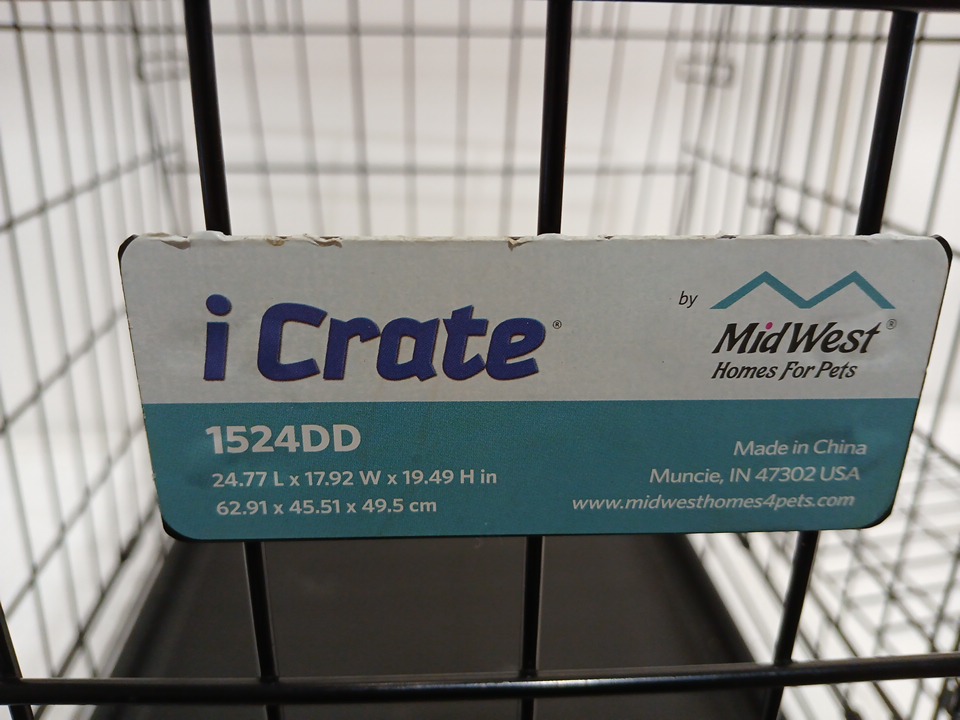 i Crate®
by
MidWest®
Homes For Pets
1524DD
24.77 L x 17.92 W x 19.49 H in
62.91 x 45.51 x 49.5 cm
Made in China
Muncie, IN 47302 USA
www.midwesthomes4pets.com